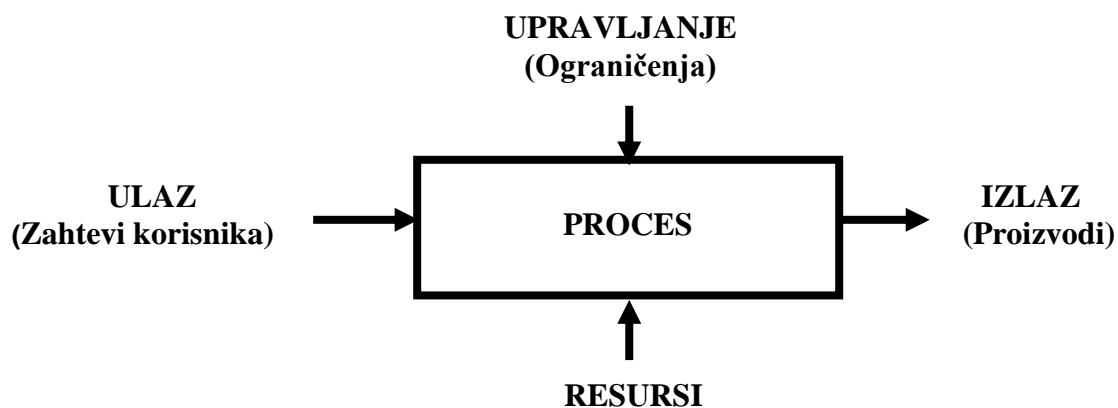 UPRAVLJANJE
(Ograničenja)
ULAZ
(Zahtevi korisnika)
PROCES
IZLAZ
(Proizvodi)
RESURSI